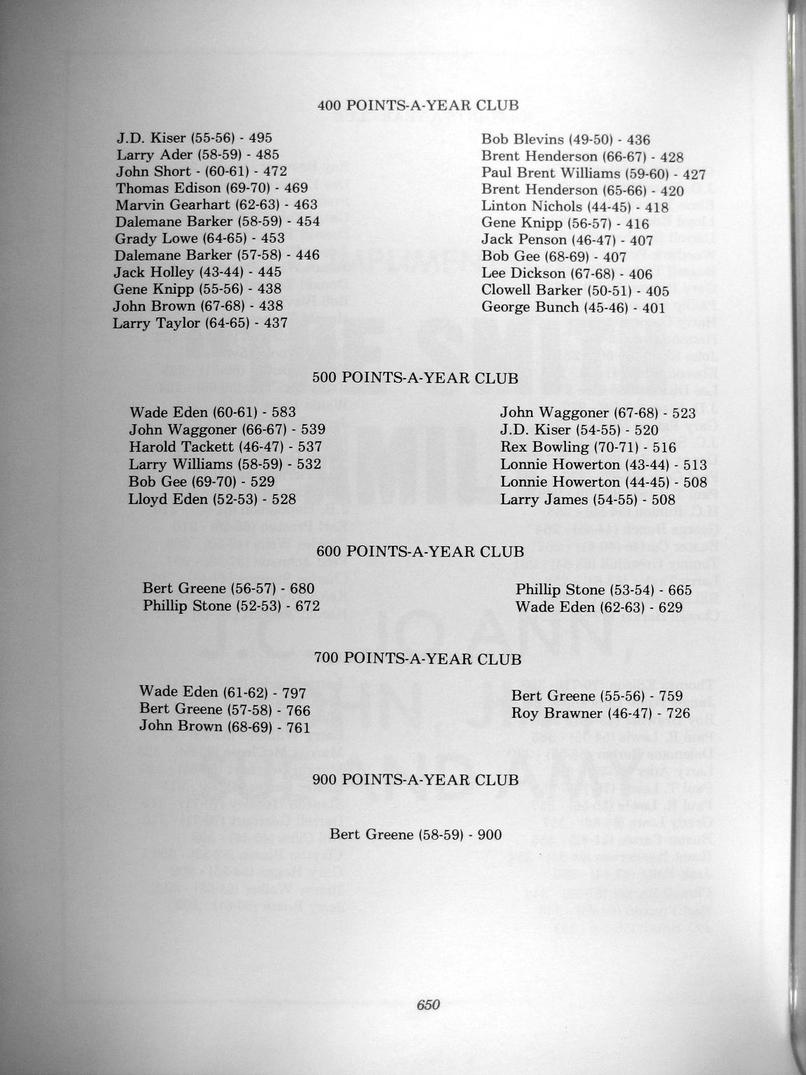 400 POINTS-A-YEAR CLUB
J.D. Kiser (55-56) - 495
Larry Ader (58-59) - 485
John Short - (60-61) - 472
Thomas Edison (69-70) - 469
Marvin Gearhart (62-63) - 463
Dalemane Barker (58-59) - 454
Grady Lowe (64-65) - 453
Dalemane Barker (57-58) - 446
Jack Holley (43-44) - 445
Gene Knipp (55-56) - 438
John Brown (67-68) - 438
Larry Taylor (64-65) - 437
Bob Blevins (49-50) - 436
Brent Henderson (66-67) - 428
Paul Brent Williams (59-60) - 427
Brent Henderson (65-66) - 420
Linton Nichols (44-45) - 418
Gene Knipp (56-57) - 416
Jack Penson (46-47) - 407
Bob Gee (68-69) - 407
Lee Dickson (67-68) - 406
Clowell Barker (50-51) - 405
George Bunch (45-46) - 401
500 POINTS-A-YEAR CLUB
Wade Eden (60-61) - 583
John Waggoner (66-67) - 539
Harold Tackett (46-47) - 537
Larry Williams (58-59) - 532
Bob Gee (69-70) - 529
Lloyd Eden (52-53) - 528
John Waggoner (67-68) - 523
J.D. Kiser (54-55) - 520
Rex Bowling (70-71) - 516
Lonnie Howerton (43-44) - 513
Lonnie Howerton (44-45) - 508
Larry James (54-55) - 508
600 POINTS-A-YEAR CLUB
Bert Greene (56-57) - 680
Phillip Stone (52-53) - 672
Phillip Stone (53-54) - 665
Wade Eden (62-63) - 629
700 POINTS-A-YEAR CLUB
Wade Eden (61-62) - 797
Bert Greene (57-58) - 766
John Brown (68-69) - 761
Bert Greene (55-56) - 759
Roy Brawner (46-47) - 726
900 POINTS-A-YEAR CLUB
Bert Greene (58-59) - 900
650